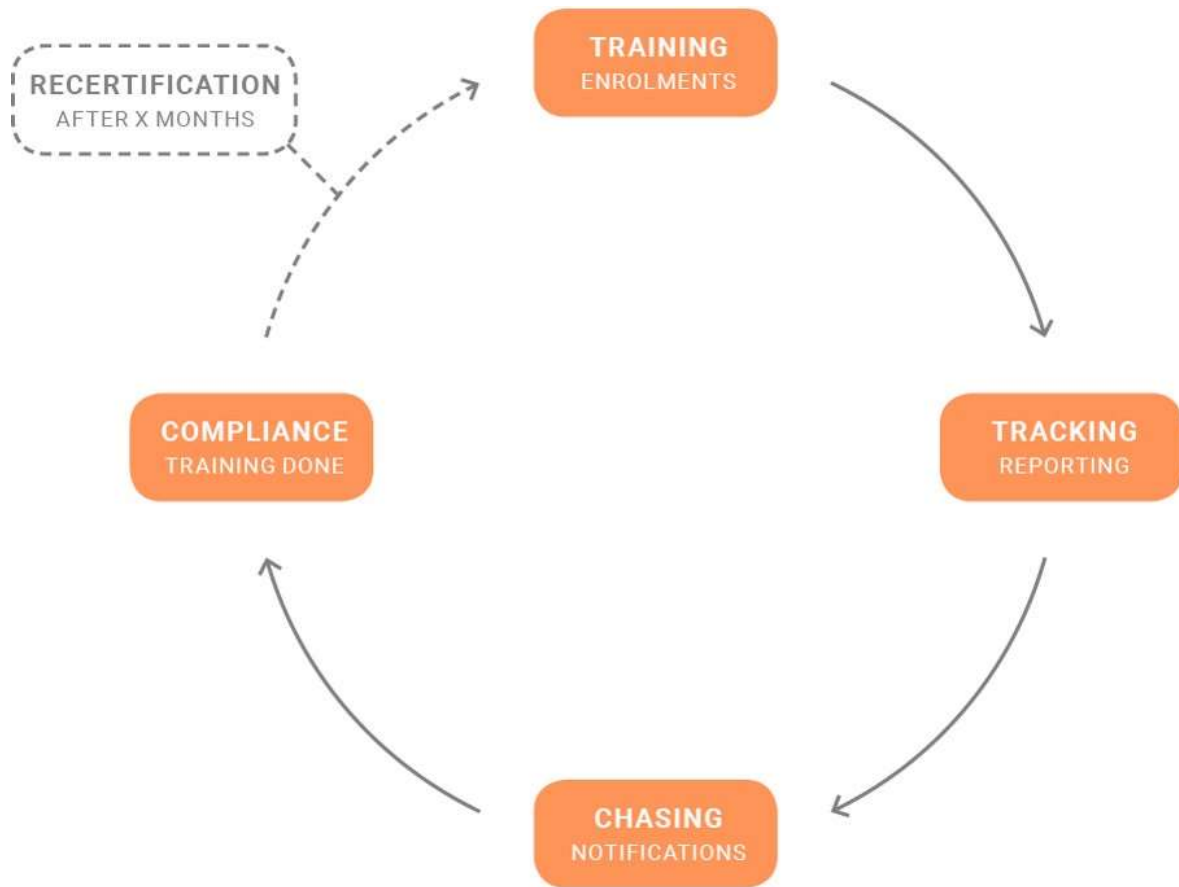 TRAINING
ENROLMENTS
RECERTIFICATION
AFTER X MONTHS
COMPLIANCE
TRAINING DONE
TRACKING
REPORTING
CHASING
NOTIFICATIONS